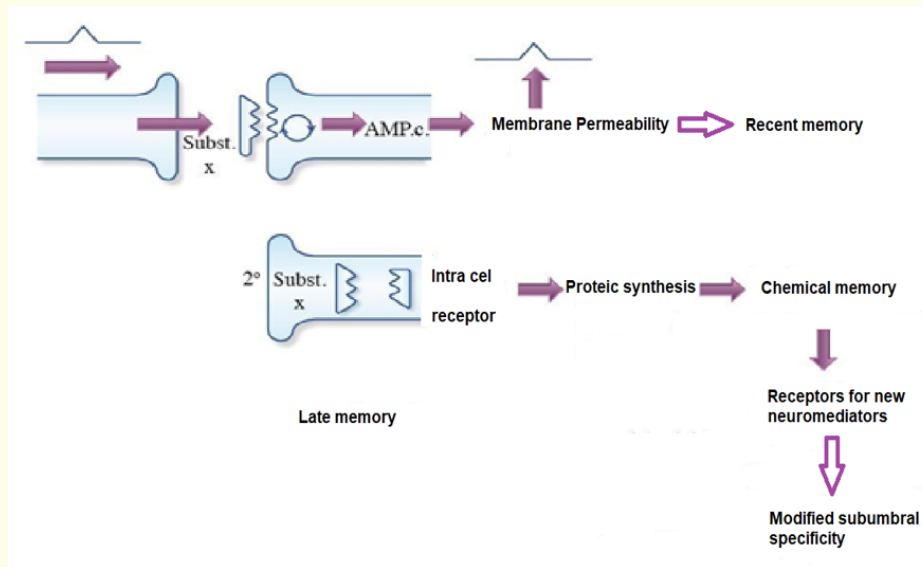 Subst.
x
AMP.c.
Membrane Permeability
Recent memory
2º
Subst.
x
Intra cel
receptor
Proteic synthesis
Chemical memory
Late memory
Receptors for new
neuromediators
Modified subumbral
specificity